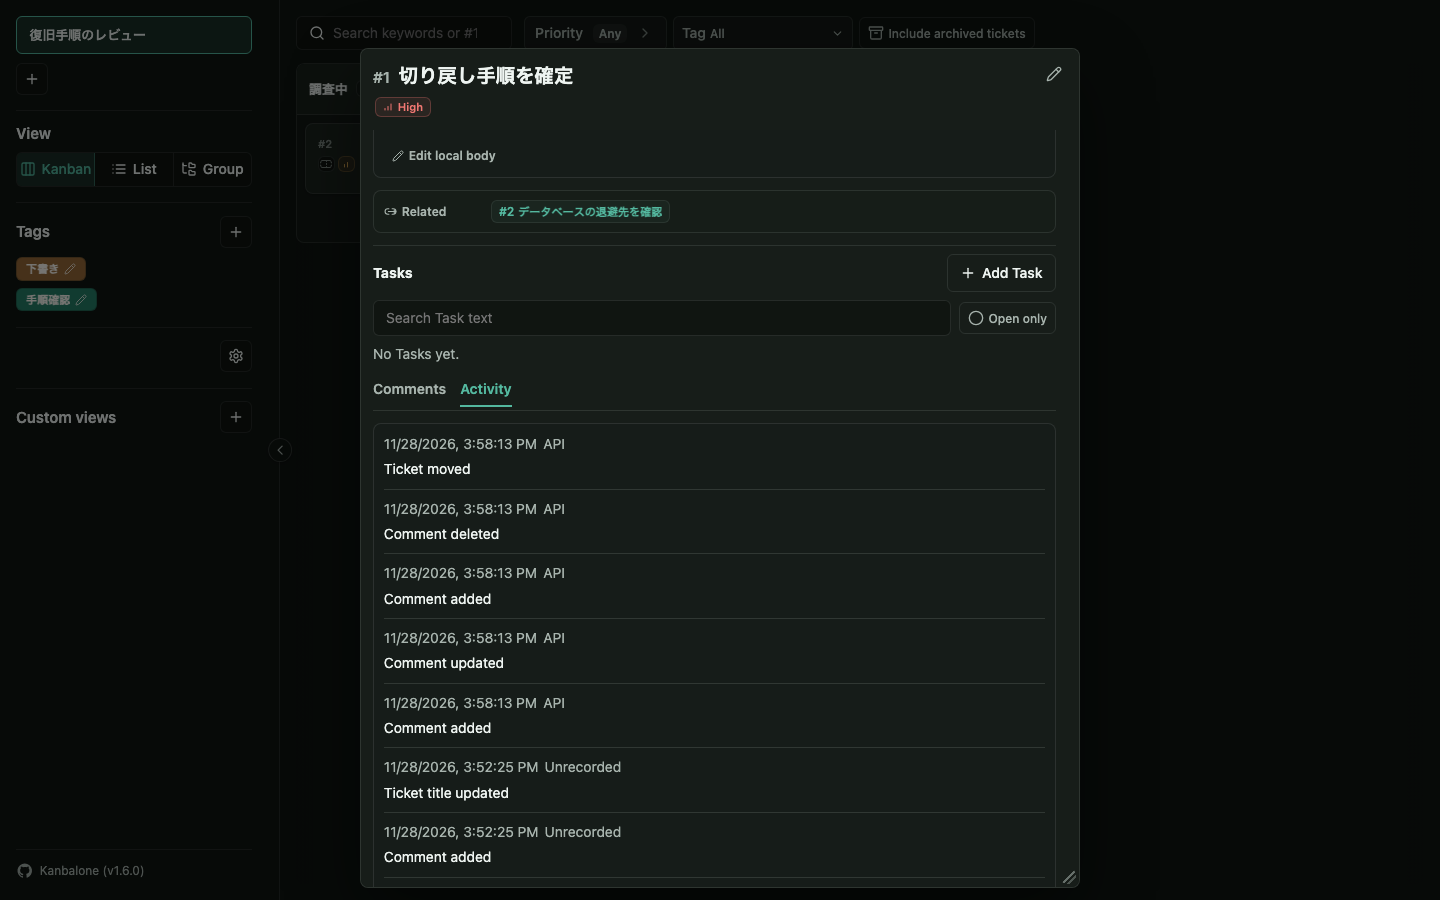 復旧手順のレビュー
Search keywords or #1
Priority Any
Tag All
Include archived tickets
View
Kanban List Group
Tags
下書き
手順確認
Custom views
Kanbalone (v1.6.0)
調査中
#2
#1 切り戻し手順を確定
High
Edit local body
Related #2 データベースの退避先を確認
Tasks
Add Task
Search Task text
Open only
No Tasks yet.
Comments Activity
11/28/2026, 3:58:13 PM API
Ticket moved
11/28/2026, 3:58:13 PM API
Comment deleted
11/28/2026, 3:58:13 PM API
Comment added
11/28/2026, 3:58:13 PM API
Comment updated
11/28/2026, 3:58:13 PM API
Comment added
11/28/2026, 3:52:25 PM Unrecorded
Ticket title updated
11/28/2026, 3:52:25 PM Unrecorded
Comment added